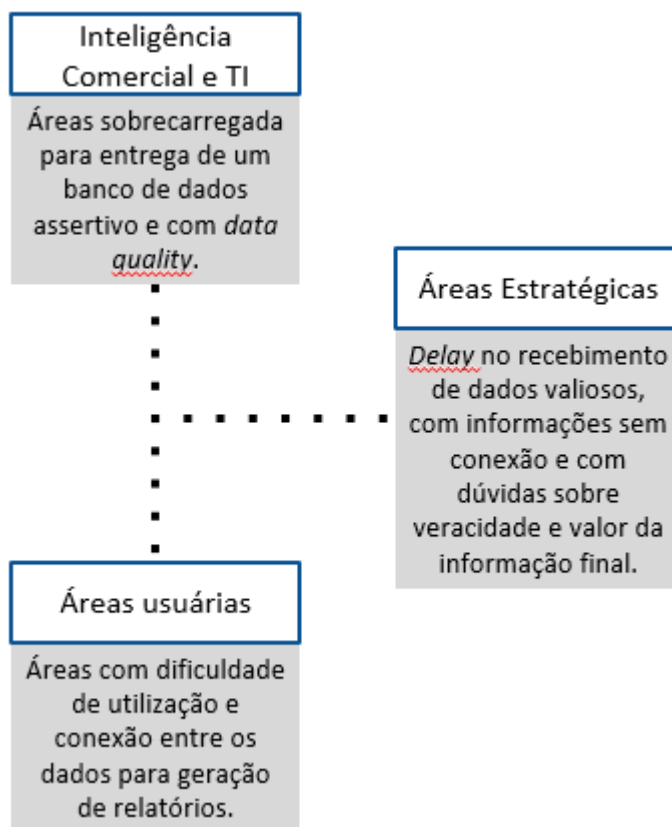 Inteligência
Comercial e TI
Áreas sobrecarregada
para entrega de um
banco de dados
assertivo e com data
quality.
Áreas Estratégicas
Delay no recebimento
de dados valiosos,
com informações sem
conexão e com
dúvidas sobre
veracidade e valor da
informação final.
Áreas usuárias
Áreas com dificuldade
de utilização e
conexão entre os
dados para geração
de relatórios.